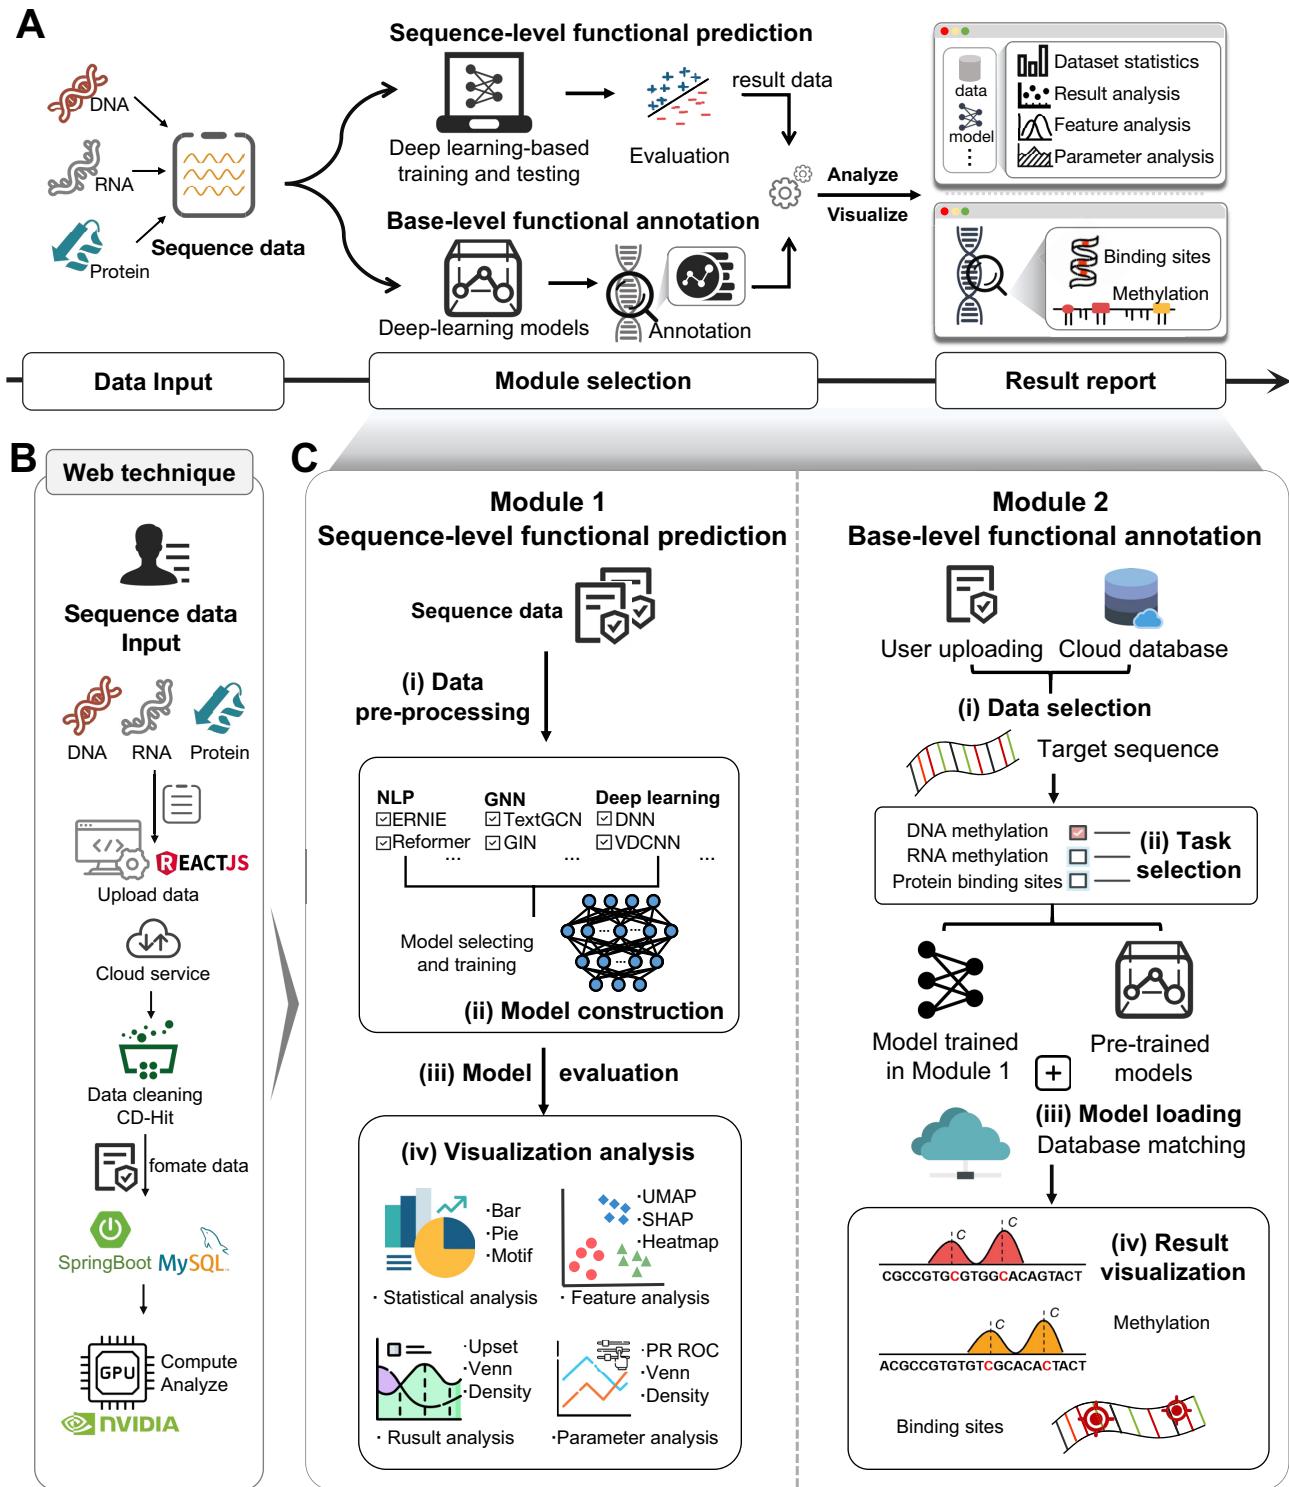 A
Sequence-level functional prediction
DNA
RNA
Protein
Sequence data
Deep learning-based
training and testing
Evaluation
result data
Base-level functional annotation
Deep-learning models
Annotation
Analyze
Visualize
data
model
Dataset statistics
Result analysis
Feature analysis
Parameter analysis
Binding sites
Methylation
Data Input
Module selection
Result report
B
Web technique
Sequence data
Input
DNA
RNA
Protein
</>
REACTJS
Upload data
Cloud service
Data cleaning
CD-Hit
fomate data
SpringBoot
MySQL
GPU
Compute
Analyze
NVIDIA
C
Module 1
Sequence-level functional prediction
Sequence data
(i) Data
pre-processing
NLP
ERNIE
Reformer
...
GNN
TextGCN
GIN
...
Deep learning
DNN
VDCNN
...
Model selecting
and training
(ii) Model construction
(iii) Model evaluation
(iv) Visualization analysis
·Bar
·Pie
·Motif
· Statistical analysis
·UMAP
·SHAP
·Heatmap
· Feature analysis
·Upset
·Venn
·Density
· Rusult analysis
·PR ROC
·Venn
·Density
·Parameter analysis
Module 2
Base-level functional annotation
User uploading
Cloud database
(i) Data selection
Target sequence
DNA methylation
RNA methylation
Protein binding sites
(ii) Task
selection
Model trained
in Module 1
Pre-trained
models
(iii) Model loading
Database matching
(iv) Result
visualization
C
C
CGCCGTGCGTGGCACAGTACT
Methylation
C
C
ACGCCGTGTGTCGCACACTACT
Binding sites